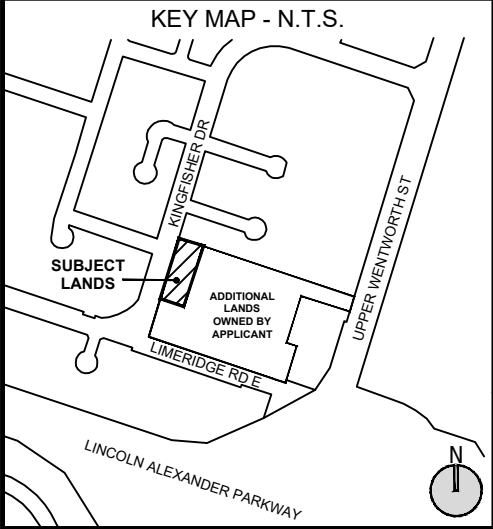 KEY MAP - N.T.S.
KINGFISHER DR
UPPER WENTWORTH ST
SUBJECT
LANDS
ADDITIONAL
LANDS
OWNED BY
APPLICANT
LIMERIDGE RD E
LINCOLN ALEXANDER PARKWAY
N